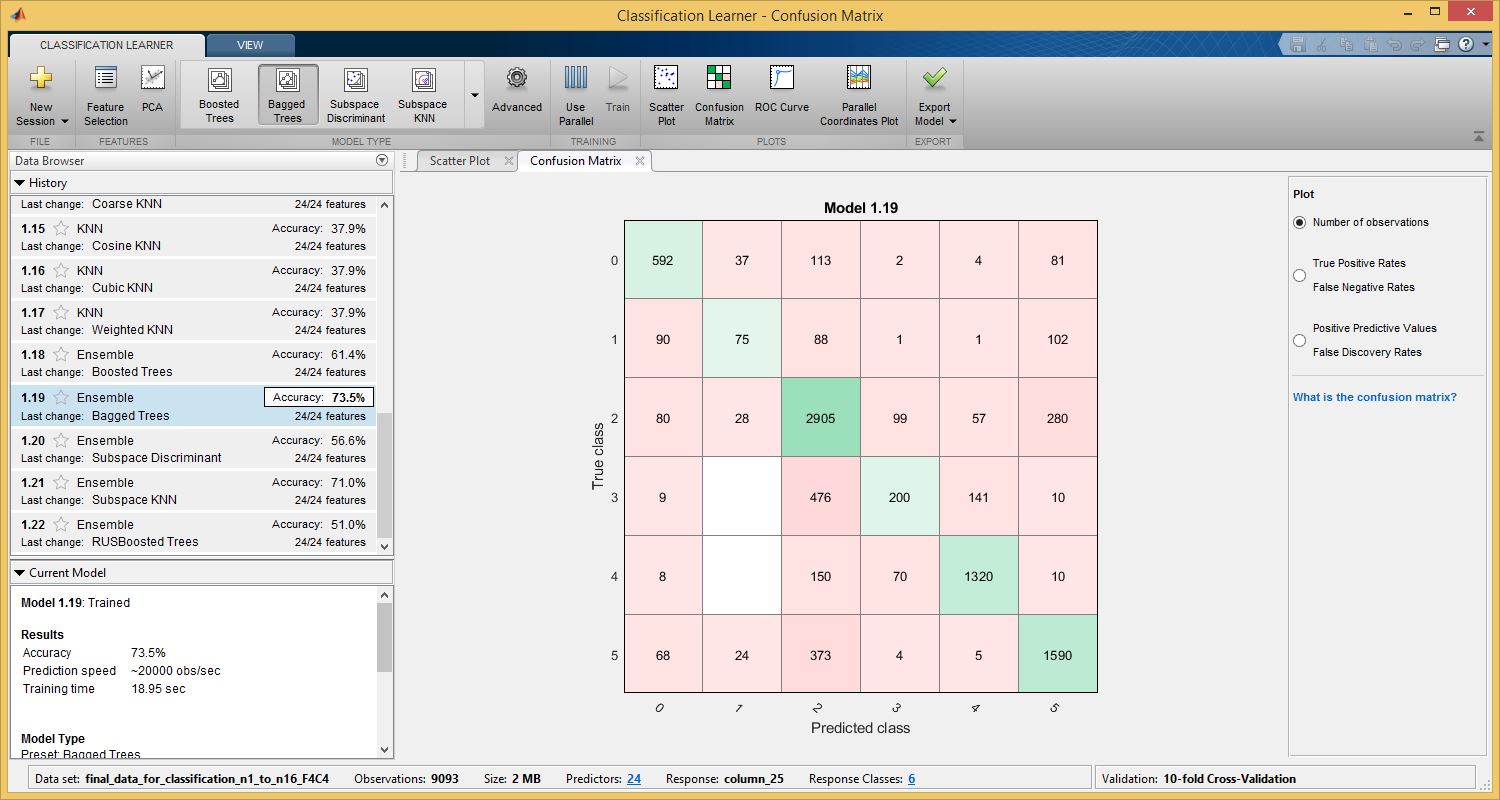 Classification Learner - Confusion Matrix
CLASSIFICATION LEARNER VIEW
New Session
Feature Selection
PCA
Boosted Trees
Bagged Trees
Subspace Discriminant
Subspace KNN
Advanced
Use Parallel
Train
Scatter Plot
Confusion Matrix
ROC Curve
Parallel Coordinates Plot
Export Model
FILE FEATURES MODEL TYPE TRAINING PLOTS EXPORT
Data Browser
History
Last change: Coarse KNN 24/24 features
1.15 KNN Accuracy: 37.9%
Last change: Cosine KNN 24/24 features
1.16 KNN Accuracy: 37.9%
Last change: Cubic KNN 24/24 features
1.17 KNN Accuracy: 37.9%
Last change: Weighted KNN 24/24 features
1.18 Ensemble Accuracy: 61.4%
Last change: Boosted Trees 24/24 features
1.19 Ensemble Accuracy: 73.5%
Last change: Bagged Trees 24/24 features
1.20 Ensemble Accuracy: 56.6%
Last change: Subspace Discriminant 24/24 features
1.21 Ensemble Accuracy: 71.0%
Last change: Subspace KNN 24/24 features
1.22 Ensemble Accuracy: 51.0%
Last change: RUSBoosted Trees 24/24 features
Current Model
Model 1.19: Trained
Results
Accuracy 73.5%
Prediction speed ~20000 obs/sec
Training time 18.95 sec
Model Type
Preset: Bagged Trees
Scatter Plot Confusion Matrix
Model 1.19
True class
0 592 37 113 2 4 81
1 90 75 88 1 1 102
2 80 28 2905 99 57 280
3 9 476 200 141 10
4 8 150 70 1320 10
5 68 24 373 4 5 1590
0 1 2 3 4 5
Predicted class
Plot
Number of observations
True Positive Rates
False Negative Rates
Positive Predictive Values
False Discovery Rates
What is the confusion matrix?
Data set: final_data_for_classification_n1_to_n16_F4C4 Observations: 9093 Size: 2 MB Predictors: 24 Response: column_25 Response Classes: 6 Validation: 10-fold Cross-Validation